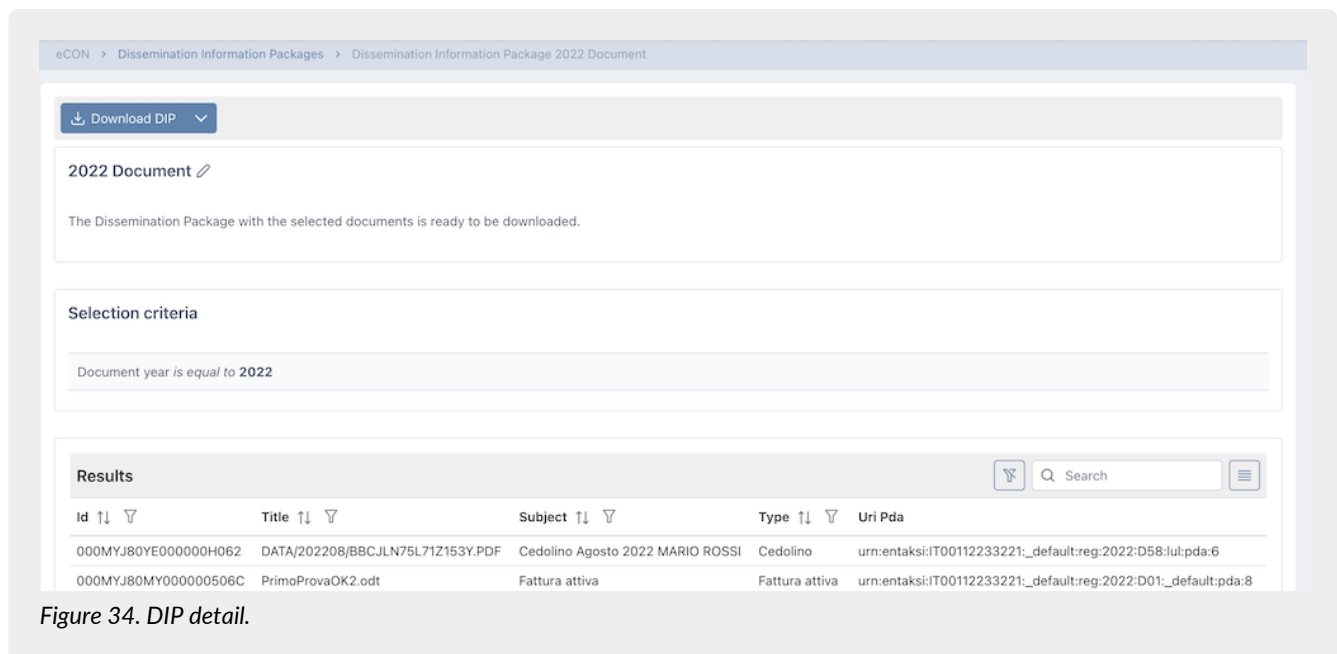 eCON > Dissemination Information Packages > Dissemination Information Package 2022 Document
Download DIP
2022 Document
The Dissemination Package with the selected documents is ready to be downloaded.
Selection criteria
Document year is equal to 2022
Results Search
Id Title Subject Type Uri Pda
000MYJ80YE000000H062 DATA/202208/BBCJLN75L71Z153Y.PDF Cedolino Agosto 2022 MARIO ROSSI Cedolino urn:entaksi:IT00112233221:_default:reg:2022:D58:lul:pda:6
000MYJ80MY000000506C PrimoProvaOK2.odt Fattura attiva Fattura attiva urn:entaksi:IT00112233221:_default:reg:2022:D01:_default:pda:8
Figure 34. DIP detail.